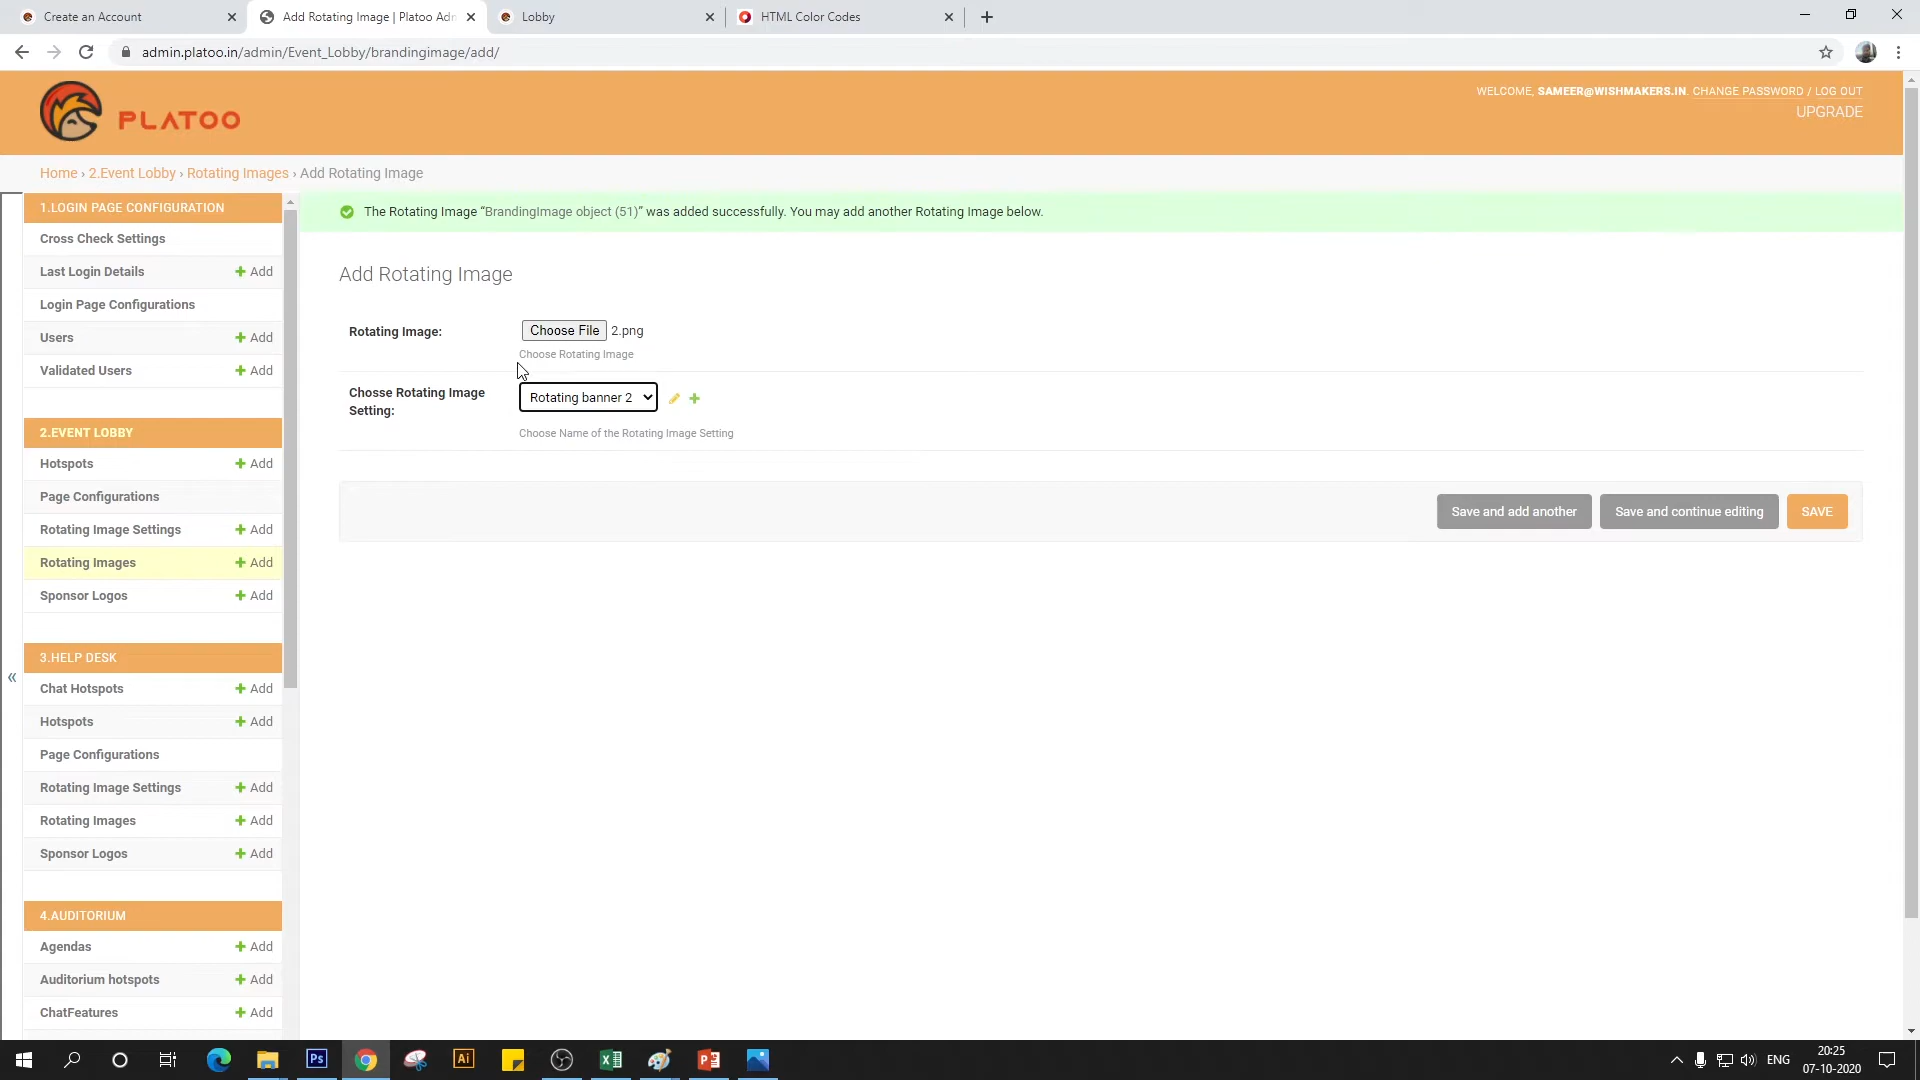 Create an Account
Add Rotating Image | Platoo Adn
Lobby
HTML Color Codes
admin.platoo.in/admin/Event_Lobby/brandingimage/add/
PLATOO
WELCOME, SAMEER@WISHMAKERS.IN. CHANGE PASSWORD / LOG OUT
UPGRADE
Home › 2.Event Lobby › Rotating Images › Add Rotating Image
1.LOGIN PAGE CONFIGURATION
Cross Check Settings
Last Login Details Add
Login Page Configurations
Users Add
Validated Users Add
2.EVENT LOBBY
Hotspots Add
Page Configurations
Rotating Image Settings Add
Rotating Images Add
Sponsor Logos Add
3.HELP DESK
Chat Hotspots Add
Hotspots Add
Page Configurations
Rotating Image Settings Add
Rotating Images Add
Sponsor Logos Add
4.AUDITORIUM
Agendas Add
Auditorium hotspots Add
ChatFeatures Add
The Rotating Image “BrandingImage object (51)” was added successfully. You may add another Rotating Image below.
Add Rotating Image
Rotating Image: Choose File 2.png
Choose Rotating Image
Chosse Rotating Image
Setting:
Rotating banner 2
Choose Name of the Rotating Image Setting
Save and add another Save and continue editing SAVE
Ps
Ai
ENG
20:25
07-10-2020